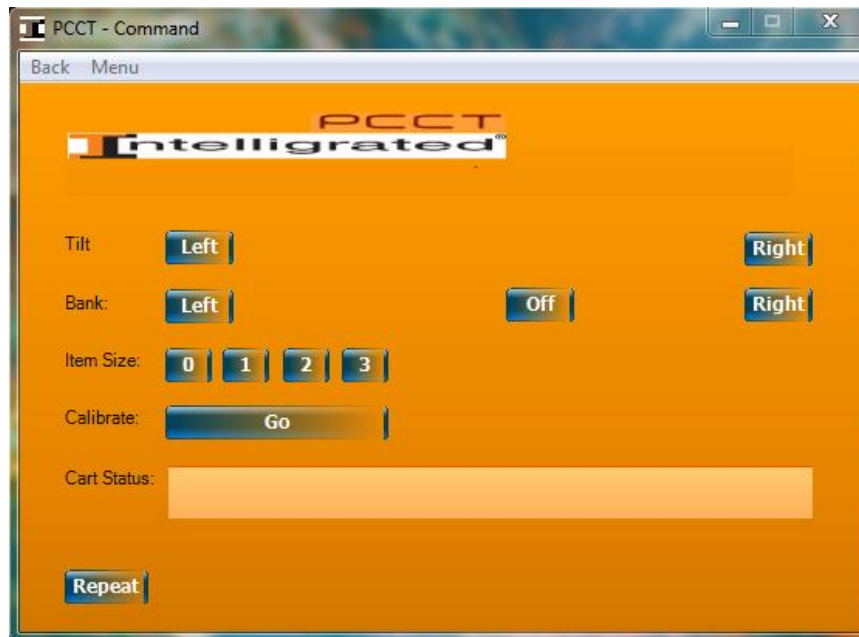 PCCT - Command
Back Menu
PCCT
Intelligrated®
Tilt Left Right
Bank: Left Off Right
Item Size: 0 1 2 3
Calibrate: Go
Cart Status:
Repeat